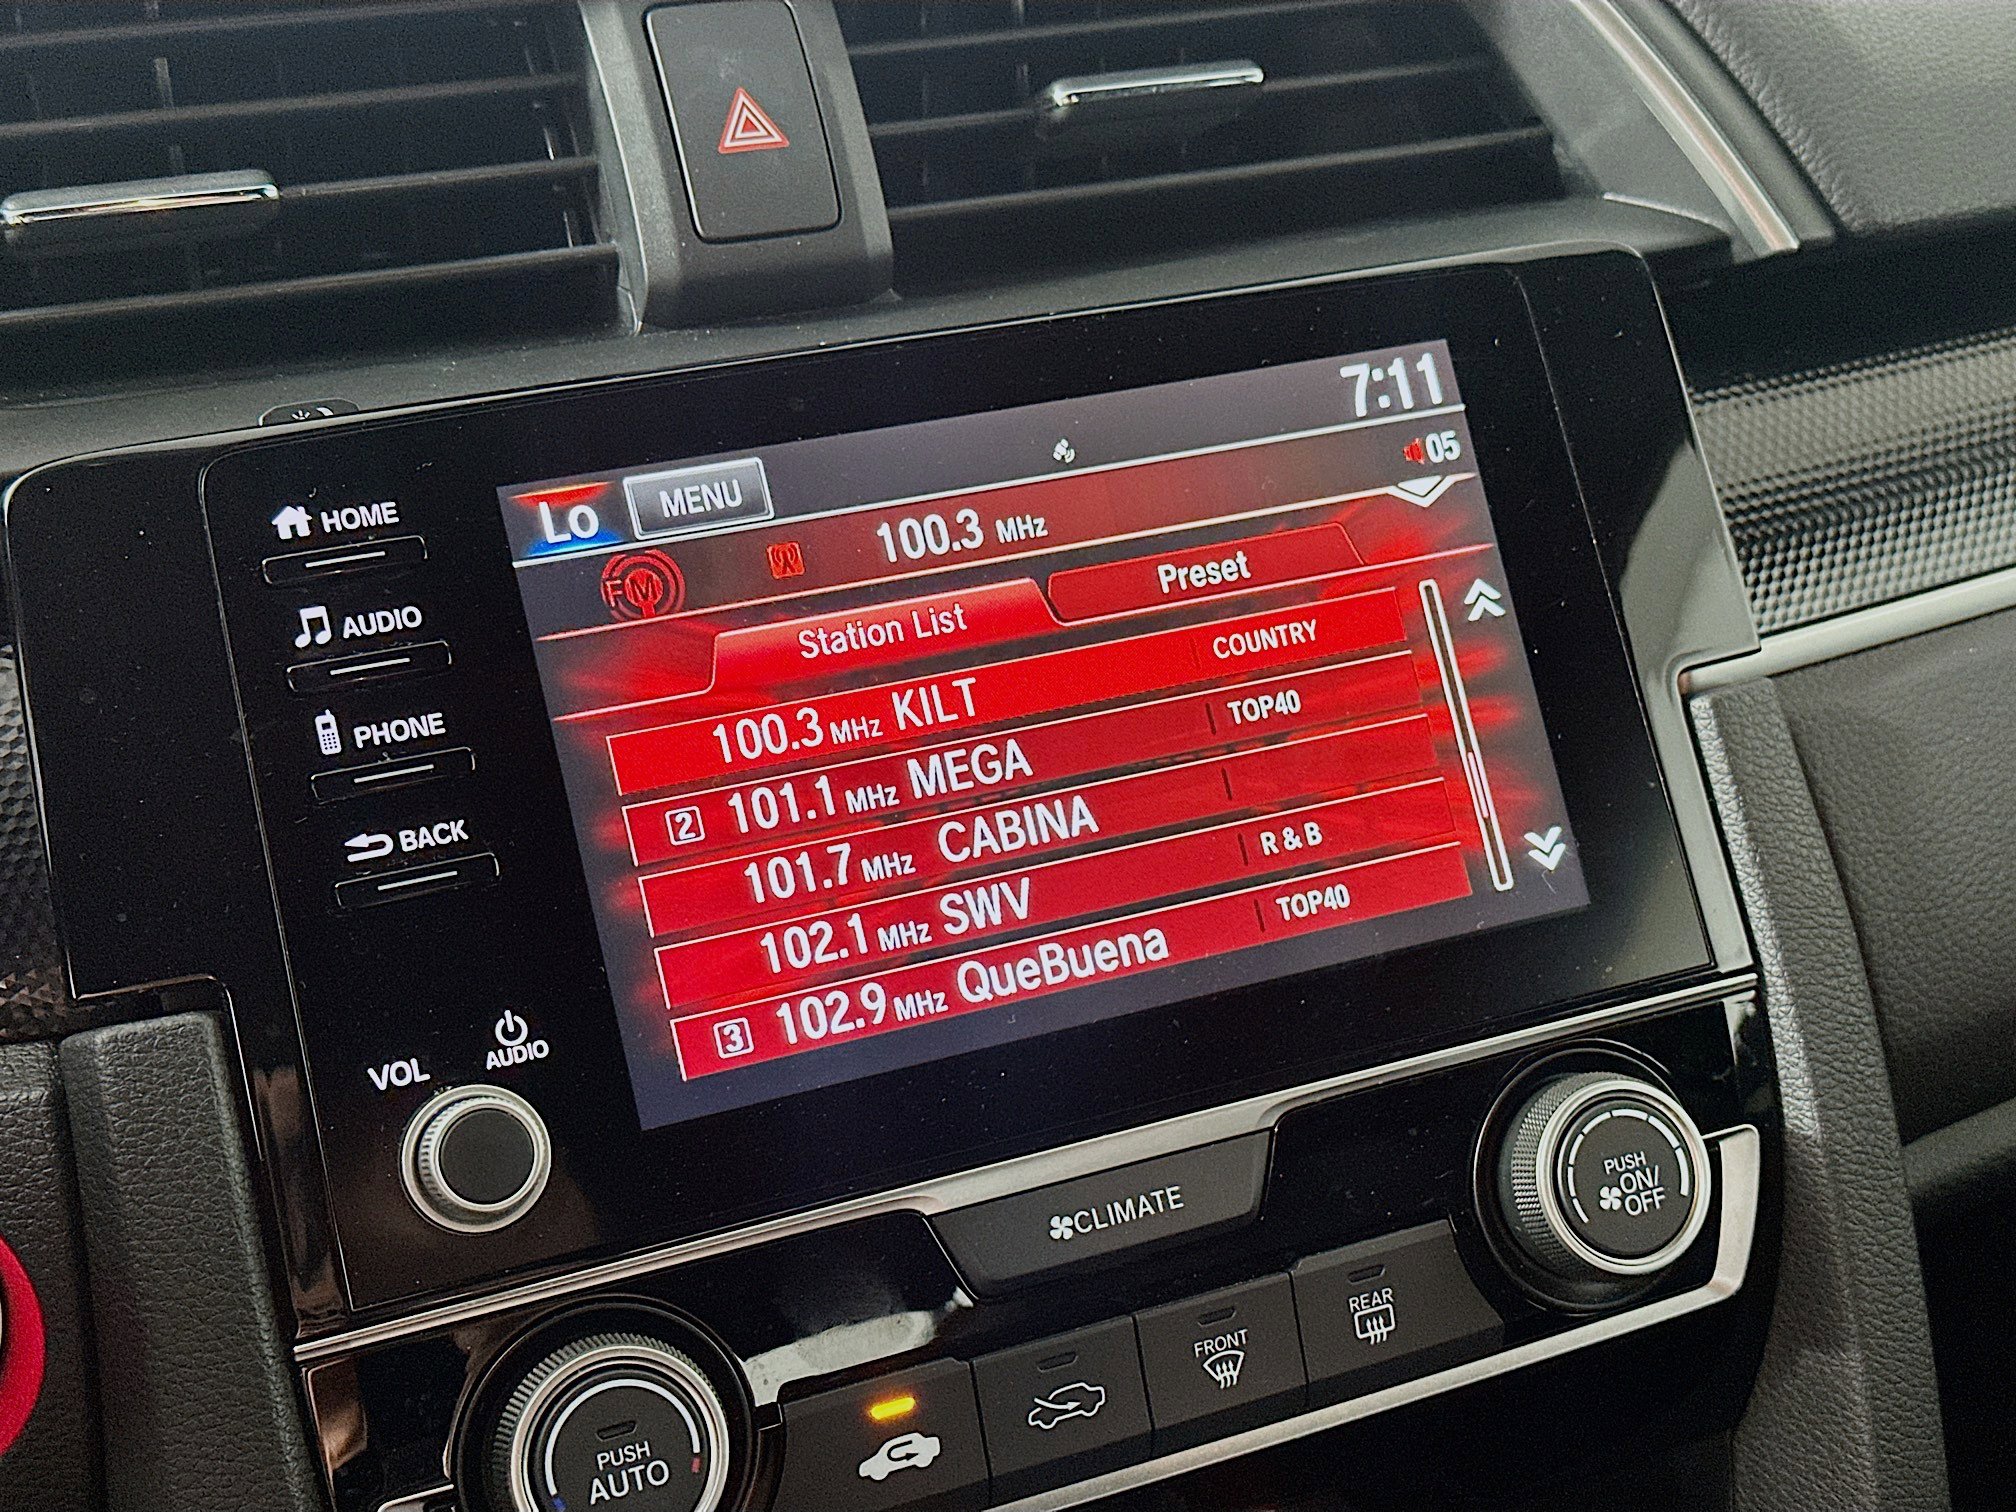 7:11
Lo MENU
05
FM 100.3 MHz
Station List Preset
100.3 MHz KILT COUNTRY
2 101.1 MHz MEGA TOP40
101.7 MHz CABINA
102.1 MHz SWV R & B
3 102.9 MHz QueBuena TOP40
HOME
AUDIO
PHONE
BACK
VOL AUDIO
CLIMATE
PUSH
ON/
OFF
PUSH
AUTO
FRONT
REAR